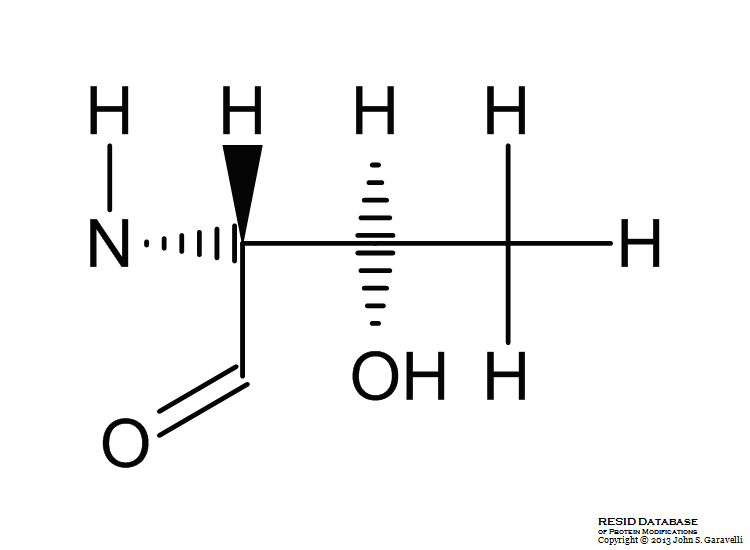 H H H H
N H
OH H
O
RESID DATABASE
OF PROTEIN MODIFICATIONS
Copyright © 2013 John S. Garavelli